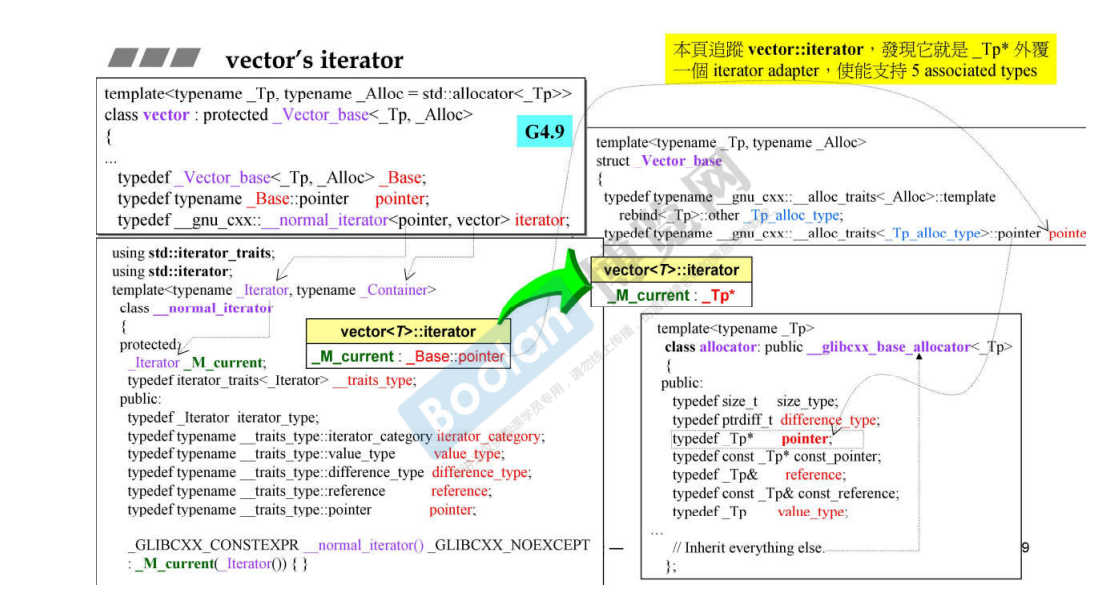 vector's iterator
本頁追蹤 vector::iterator，發現它就是 _Tp* 外覆
一個 iterator adapter，使能支持 5 associated types
template<typename _Tp, typename _Alloc = std::allocator<_Tp>>
class vector : protected _Vector_base<_Tp, _Alloc>
{
...
typedef _Vector_base<_Tp, _Alloc> _Base;
typedef typename _Base::pointer pointer;
typedef __gnu_cxx::__normal_iterator<pointer, vector> iterator;
G4.9
template<typename _Tp, typename _Alloc>
struct _Vector_base
{
typedef typename __gnu_cxx::__alloc_traits<_Alloc>::template
rebind<_Tp>::other _Tp_alloc_type;
typedef typename __gnu_cxx::__alloc_traits<_Tp_alloc_type>::pointer pointe
using std::iterator_traits;
using std::iterator;
template<typename _Iterator, typename _Container>
class __normal_iterator
{
protected:
_Iterator _M_current;
typedef iterator_traits<_Iterator> __traits_type;
public:
typedef _Iterator iterator_type;
typedef typename __traits_type::iterator_category iterator_category;
typedef typename __traits_type::value_type value_type;
typedef typename __traits_type::difference_type difference_type;
typedef typename __traits_type::reference reference;
typedef typename __traits_type::pointer pointer;
_GLIBCXX_CONSTEXPR __normal_iterator() _GLIBCXX_NOEXCEPT
: _M_current(_Iterator()) { }
vector<T>::iterator
_M_current : _Base::pointer
vector<T>::iterator
_M_current : _Tp*
template<typename _Tp>
class allocator: public __glibcxx_base_allocator<_Tp>
{
public:
typedef size_t size_type;
typedef ptrdiff_t difference_type;
typedef _Tp* pointer;
typedef const _Tp* const_pointer;
typedef _Tp& reference;
typedef const _Tp& const_reference;
typedef _Tp value_type;
...
// Inherit everything else.
};
— 9
Boolan
博览网